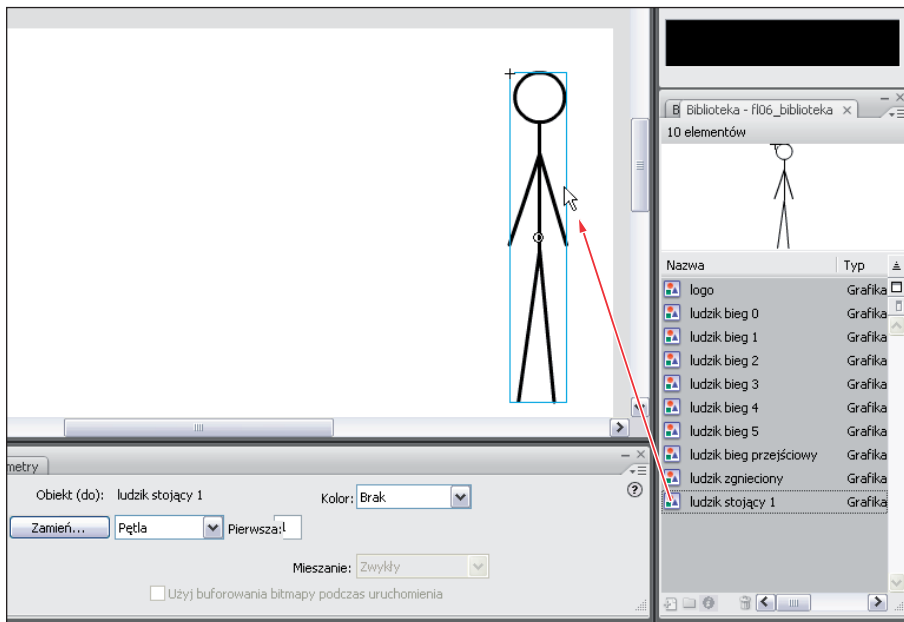 B Biblioteka - fl06_biblioteka
10 elementów
Nazwa Typ
logo Grafika
ludzik bieg 0 Grafika
ludzik bieg 1 Grafika
ludzik bieg 2 Grafika
ludzik bieg 3 Grafika
ludzik bieg 4 Grafika
ludzik bieg 5 Grafika
ludzik bieg przejściowy Grafika
ludzik zgnieciony Grafika
ludzik stojący 1 Grafika
metry
Obiekt (do): ludzik stojący 1 Kolor: Brak
Zamień... Pętla Pierwsza: 1
Mieszanie: Zwykły
Użyj buforowania bitmapy podczas uruchomienia